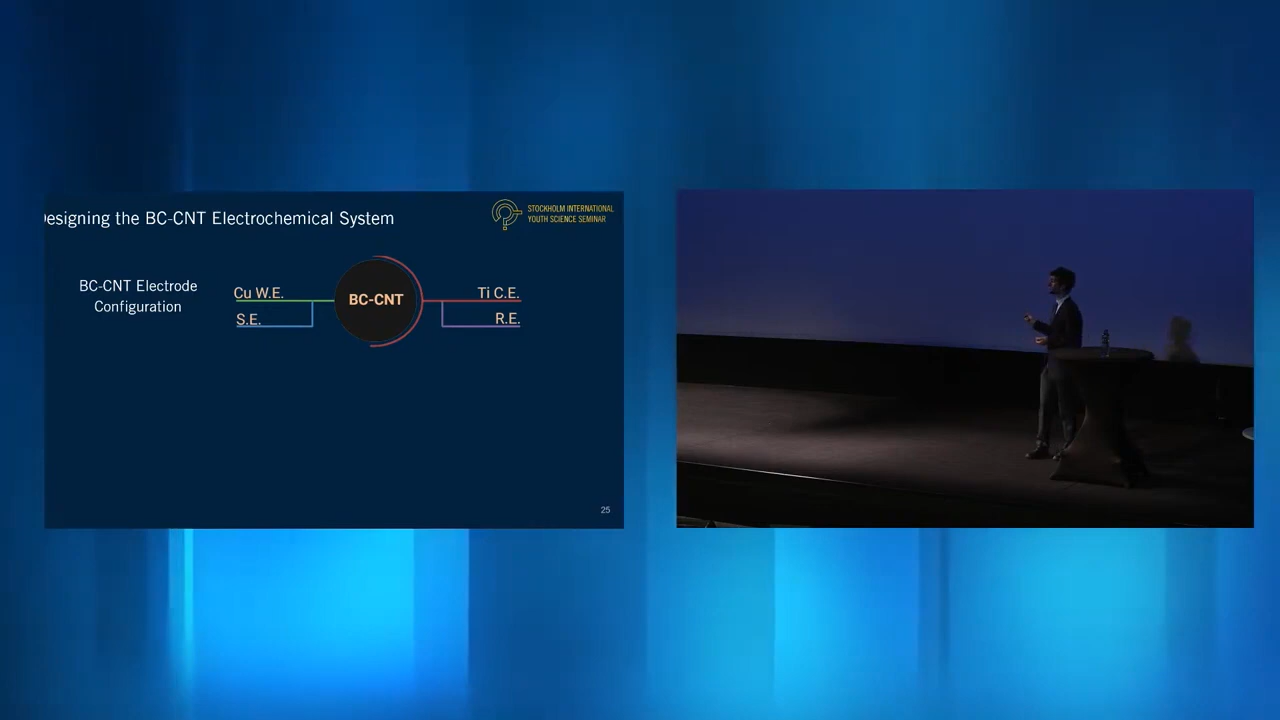 esigning the BC-CNT Electrochemical System
STOCKHOLM INTERNATIONAL
YOUTH SCIENCE SEMINAR
BC-CNT Electrode
Configuration
Cu W.E.
S.E.
BC-CNT
Ti C.E.
R.E.
25